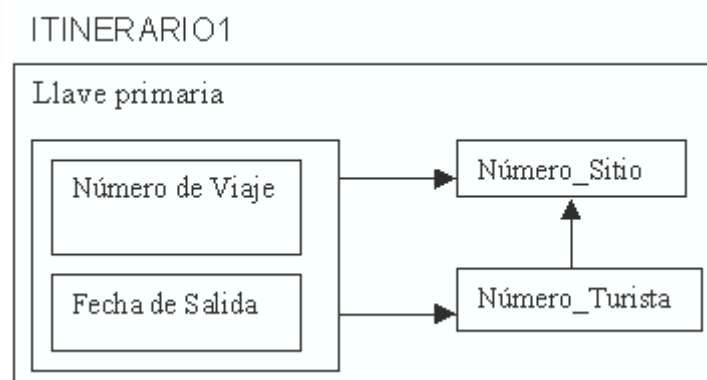 ITINERARIO1
Llave primaria
Número de Viaje
Número_Sitio
Fecha de Salida
Número_Turista